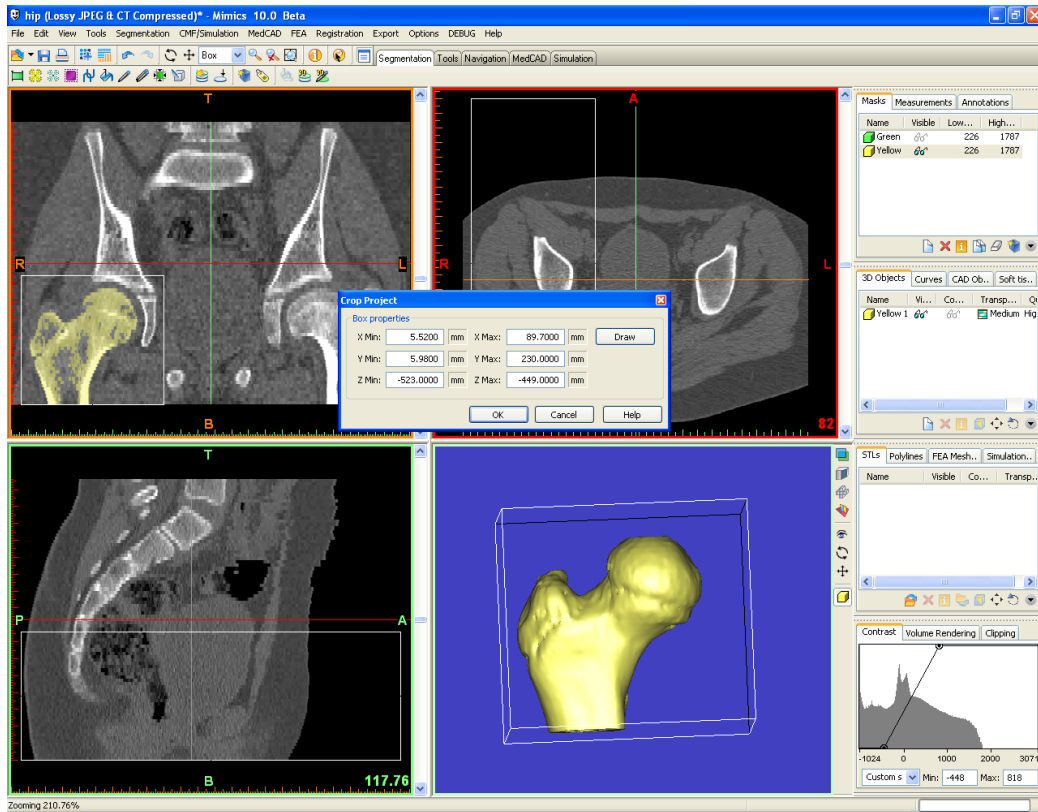 hip (Lossy JPEG & CT Compressed)* - Mimics 10.0 Beta
File Edit View Tools Segmentation CMF/Simulation MedCAD FEA Registration Export Options DEBUG Help
Box Segmentation Tools Navigation MedCAD Simulation
T
A
Masks Measurements Annotations
Name Visible Low... High...
Green 226 1787
Yellow 226 1787
R L
R L
3D Objects Curves CAD Ob.. Soft tis..
Name Vi... Co... Transp... Qu
Yellow 1 Medium Hig
Crop Project
Box properties
X Min: 5.5200 mm X Max: 89.7000 mm Draw
Y Min: 5.9800 mm Y Max: 230.0000 mm
Z Min: -523.0000 mm Z Max: -449.0000 mm
OK Cancel Help
B
82
T
STLs Polylines FEA Mesh.. Simulation..
Name Visible Co... Transp...
P A
Contrast Volume Rendering Clipping
-1024 0 1000 2000 3071
Custom s Min: -448 Max: 818
B
117.76
Zooming 210.76%